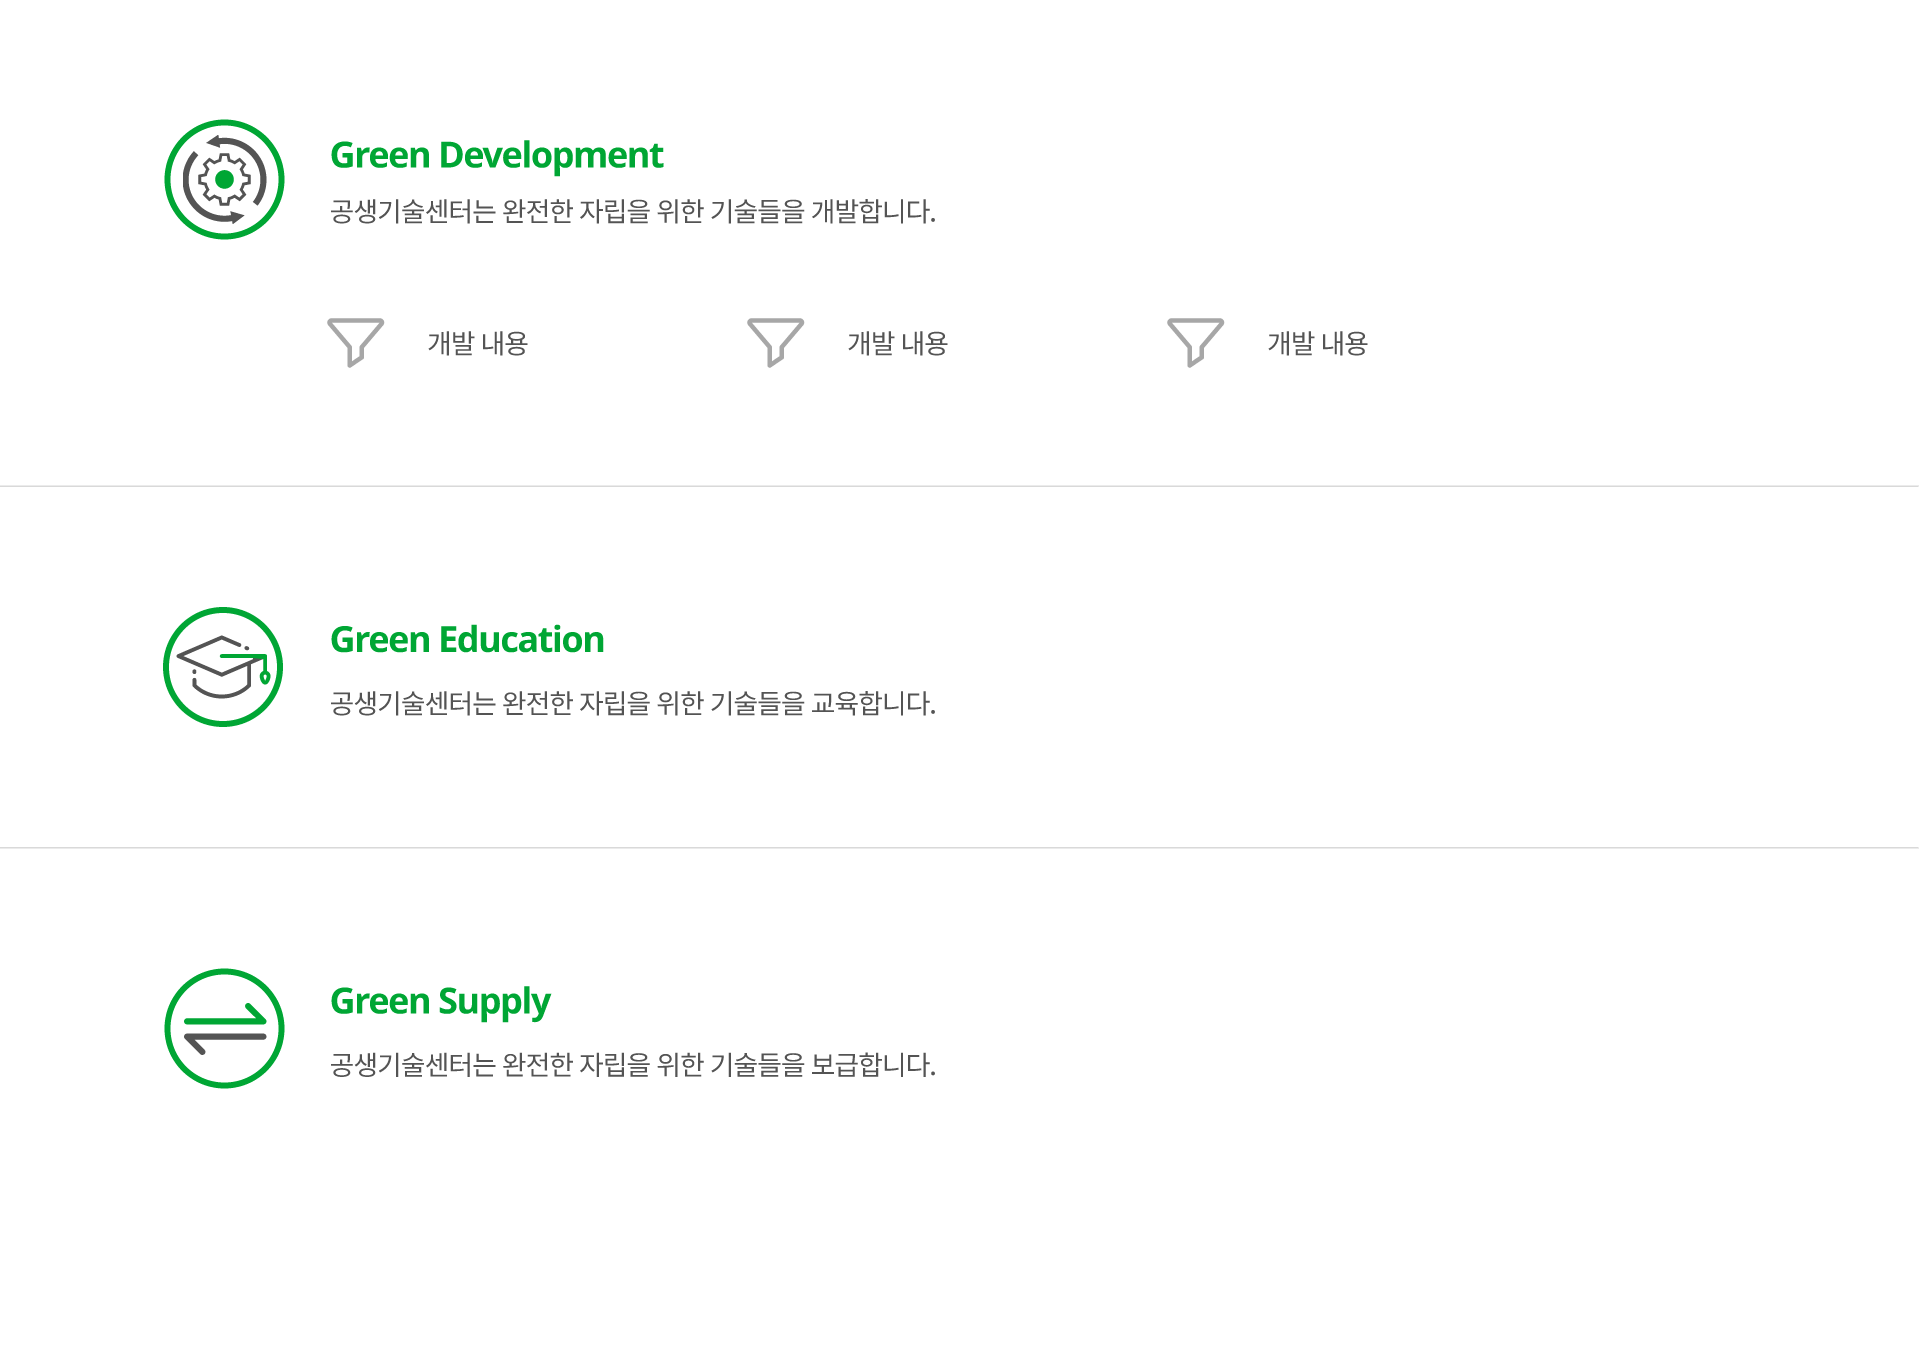 Green Development
공생기술센터는 완전한 자립을 위한 기술들을 개발합니다.
개발 내용 개발 내용 개발 내용
Green Education
공생기술센터는 완전한 자립을 위한 기술들을 교육합니다.
Green Supply
공생기술센터는 완전한 자립을 위한 기술들을 보급합니다.